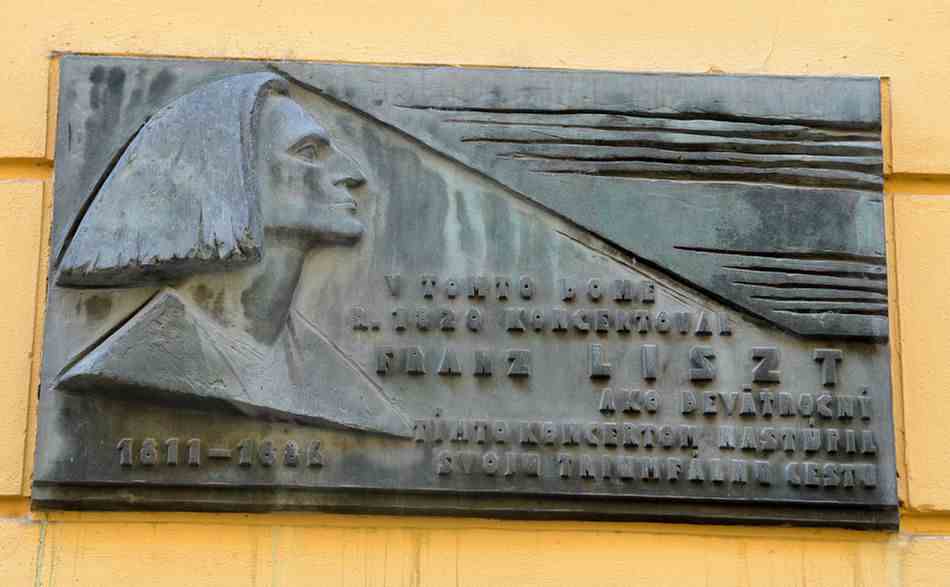 V TOMTO DOME
R. 1820 KONCERTOVAL
FRANZ LISZT
AKO DEVÄŤROČNÝ
TÝMTO KONCERTOM NASTÚPIL
SVOJU TRIUMFÁLNU CESTU
1811–1886